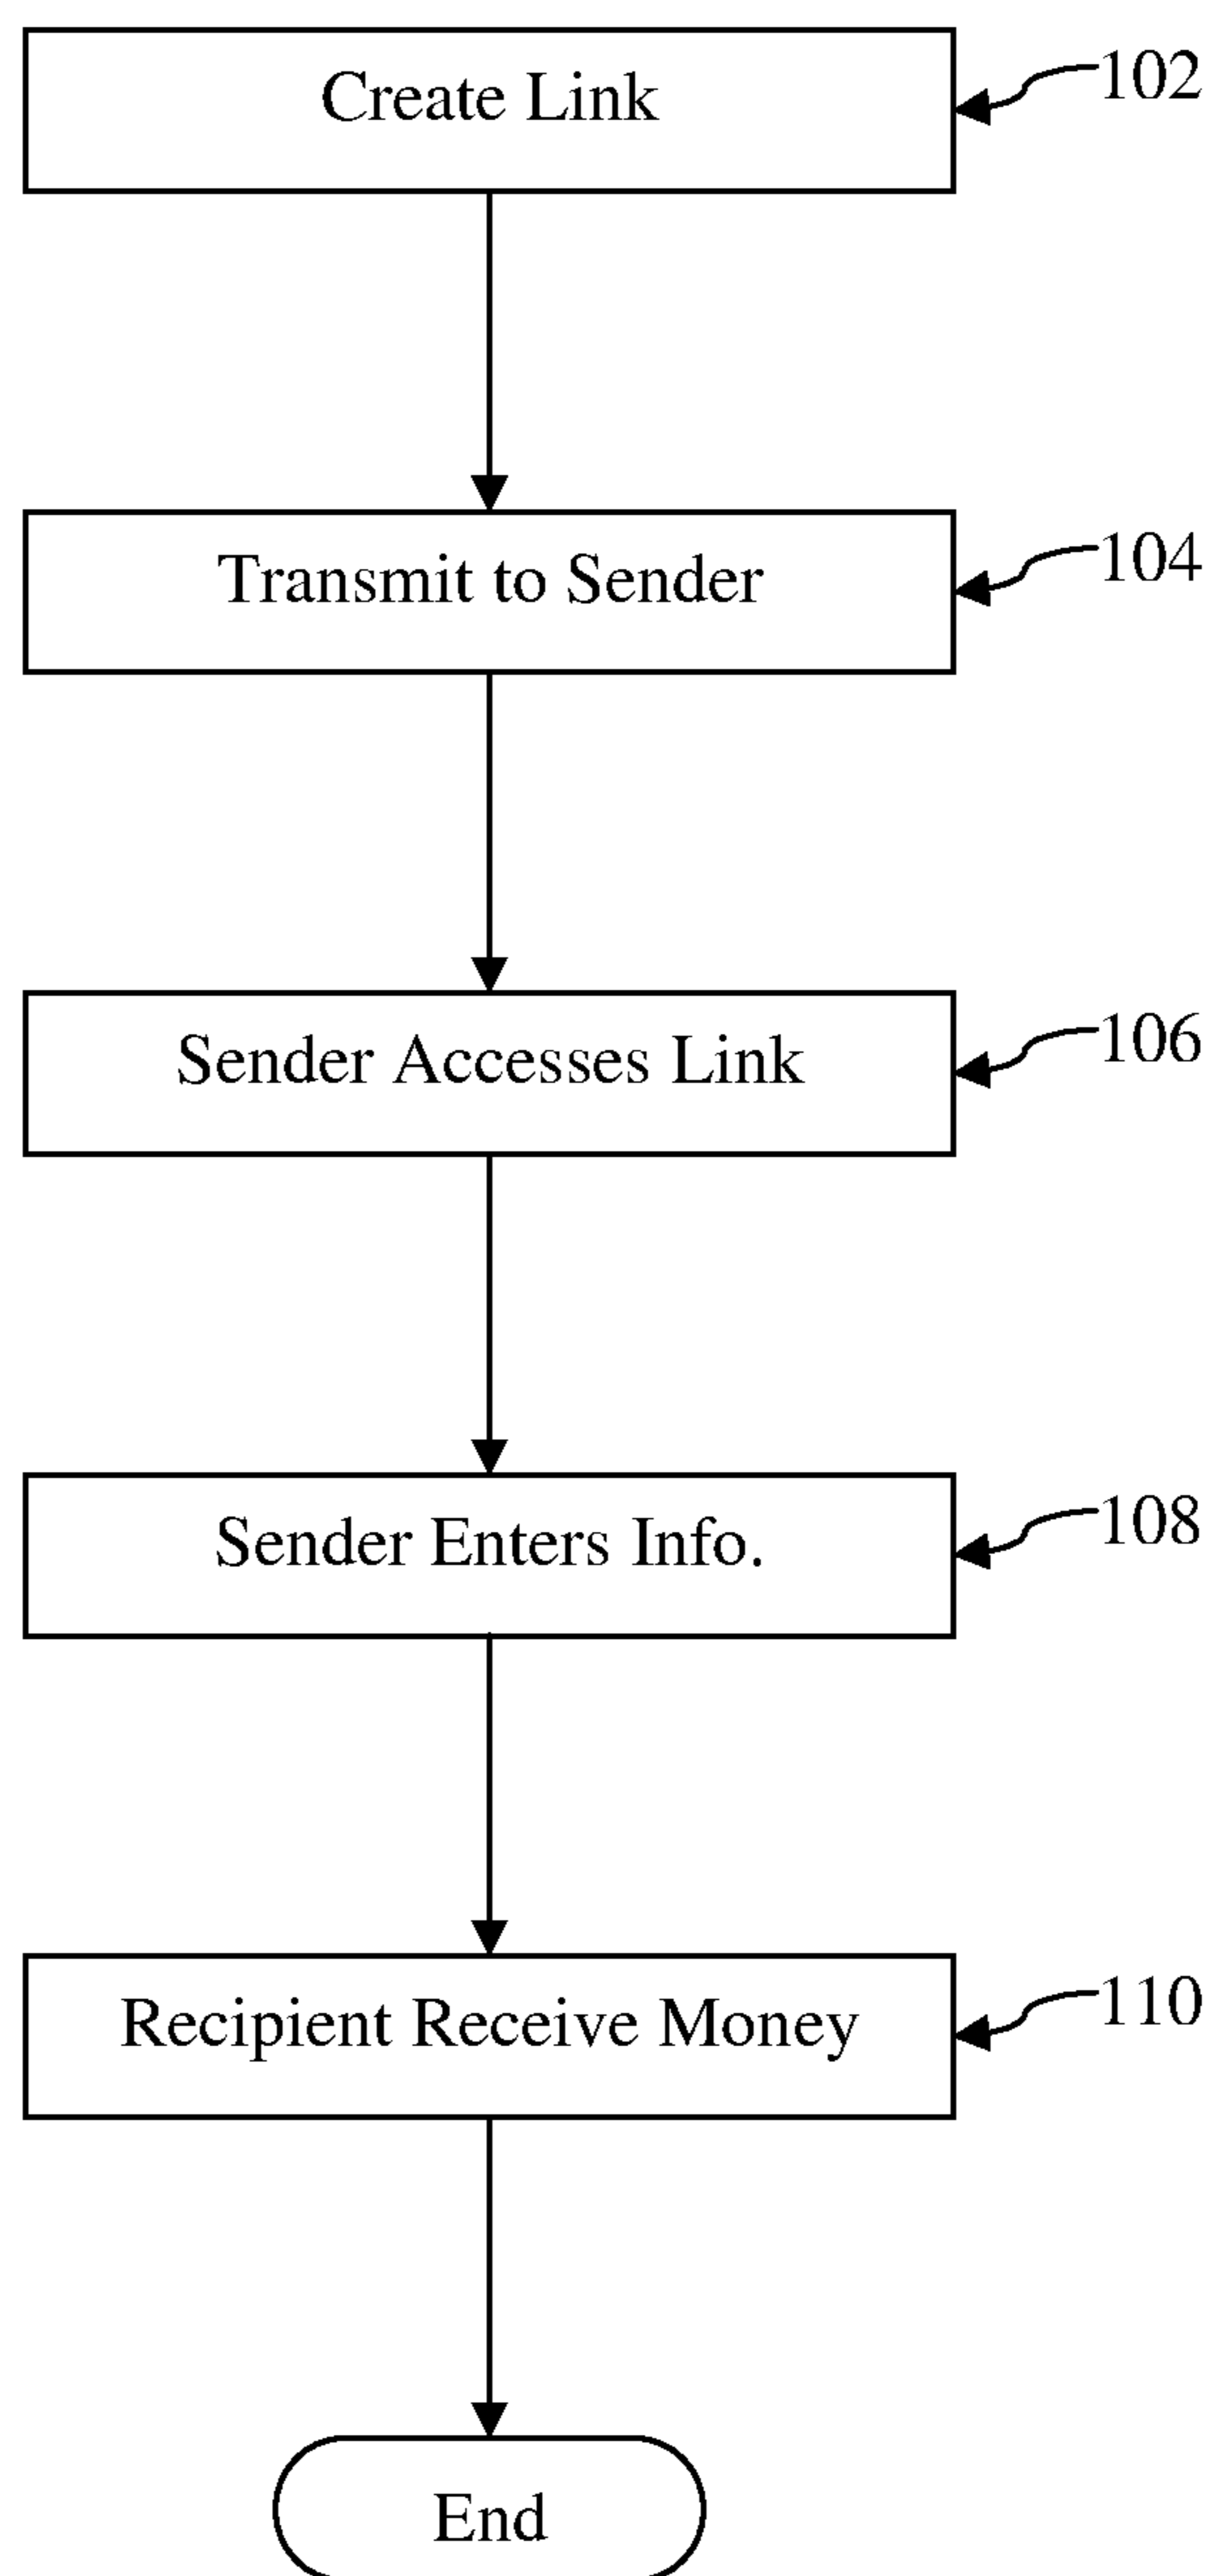 Create Link
102
Transmit to Sender
104
Sender Accesses Link
106
Sender Enters Info.
108
Recipient Receive Money
110
End